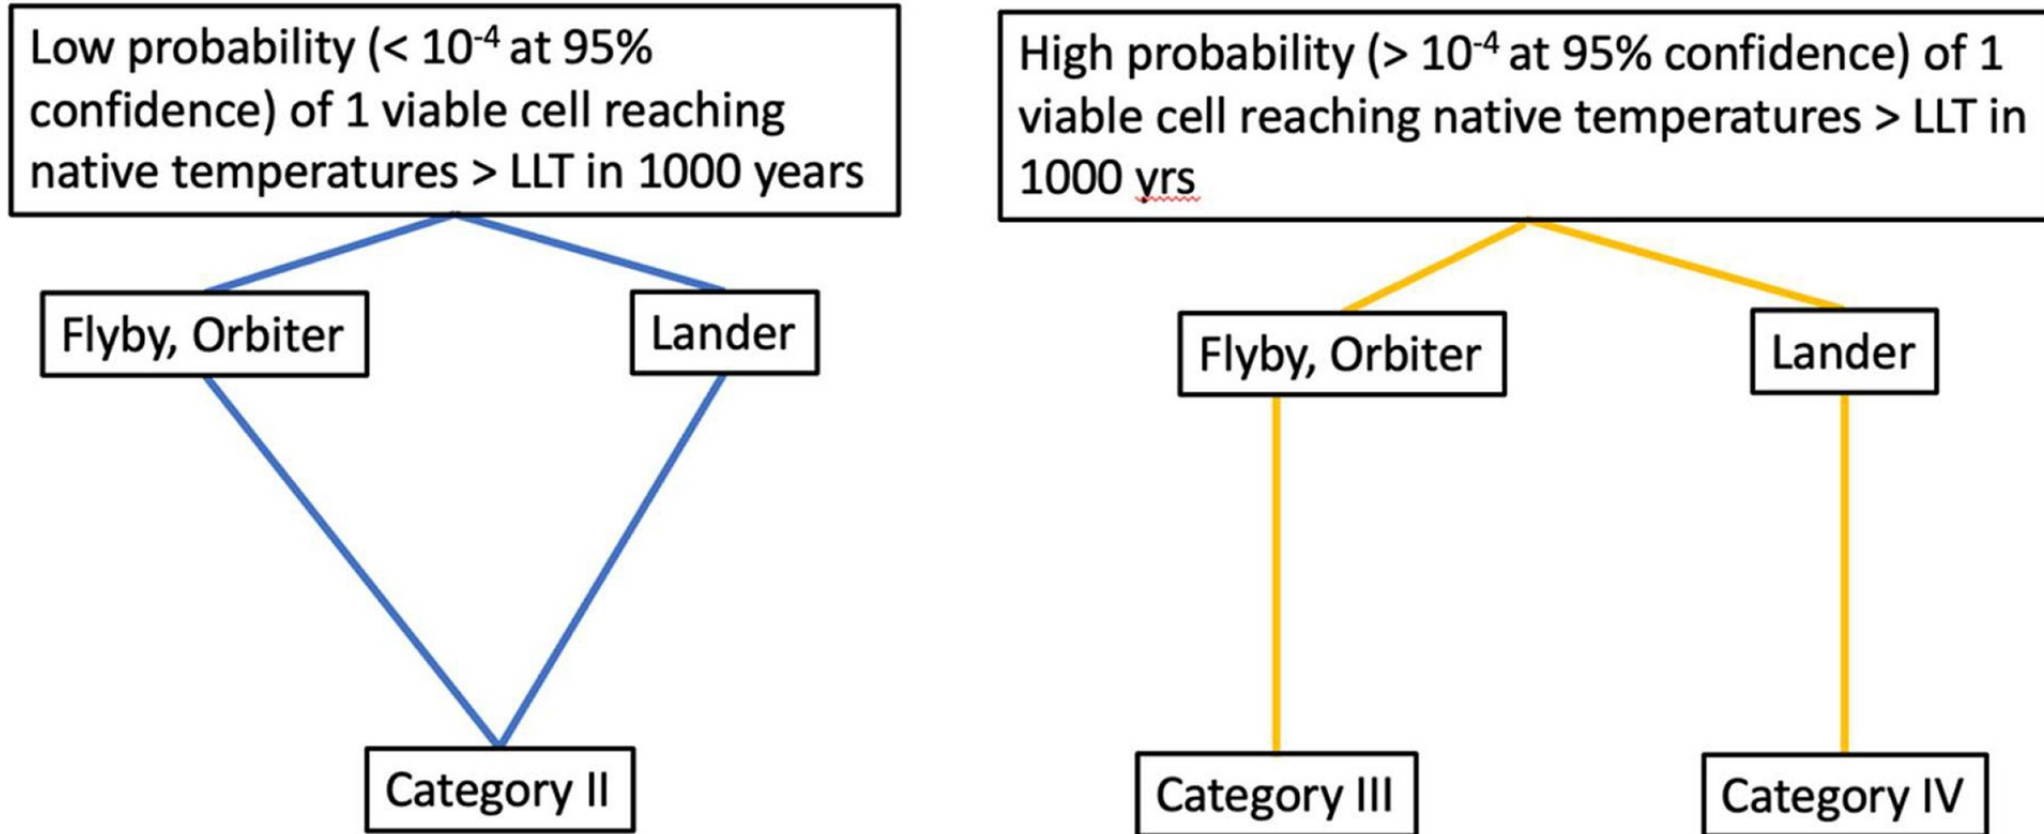 Low probability (< 10⁻⁴ at 95%
confidence) of 1 viable cell reaching
native temperatures > LLT in 1000 years
High probability (> 10⁻⁴ at 95% confidence) of 1
viable cell reaching native temperatures > LLT in
1000 yrs
Flyby, Orbiter
Lander
Flyby, Orbiter
Lander
Category II
Category III
Category IV